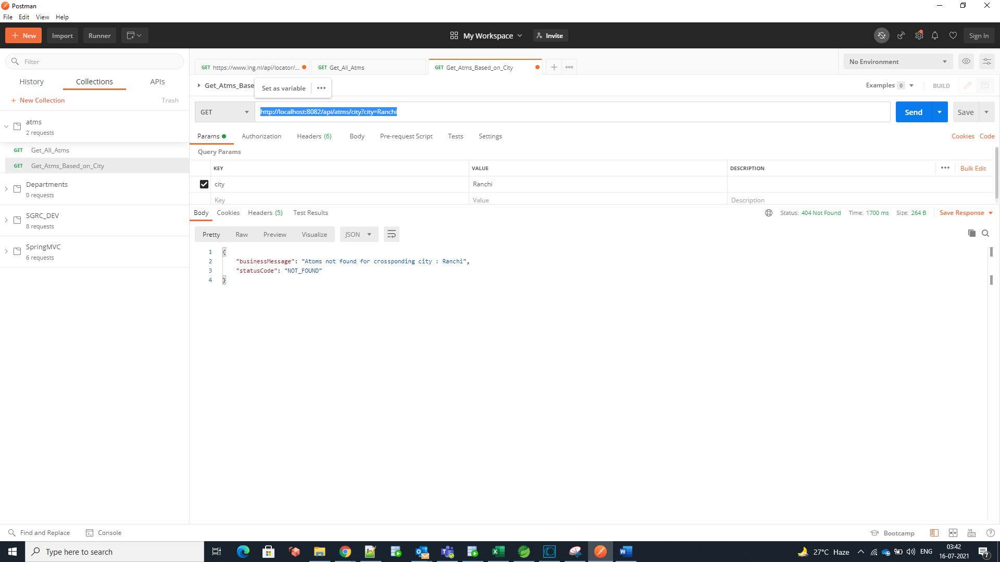 Postman
File Edit View Help
+ New Import Runner My Workspace Invite Sign In
Filter
History Collections APIs
+ New Collection Trash
atms
2 requests
GET Get_All_Atms
GET Get_Atms_Based_on_City
Departments
0 requests
SGRC_DEV
8 requests
SpringMVC
6 requests
GET https://www.ing.nl/api/locator/... GET Get_All_Atms GET Get_Atms_Based_on_City No Environment
Get_Atms_Base Set as variable Examples 0 BUILD
GET http://localhost:8082/api/atms/city?city=Ranchi Send Save
Params Authorization Headers (6) Body Pre-request Script Tests Settings Cookies Code
Query Params
KEY VALUE DESCRIPTION Bulk Edit
city Ranchi
Key Value Description
Body Cookies Headers (5) Test Results Status: 404 Not Found Time: 1700 ms Size: 264 B Save Response
Pretty Raw Preview Visualize JSON
1 {
2 "businessMessage": "Atoms not found for crossponding city : Ranchi",
3 "statusCode": "NOT_FOUND"
4 }
Find and Replace Console Bootcamp
Type here to search 27°C Haze ENG 03:42
16-07-2021 7